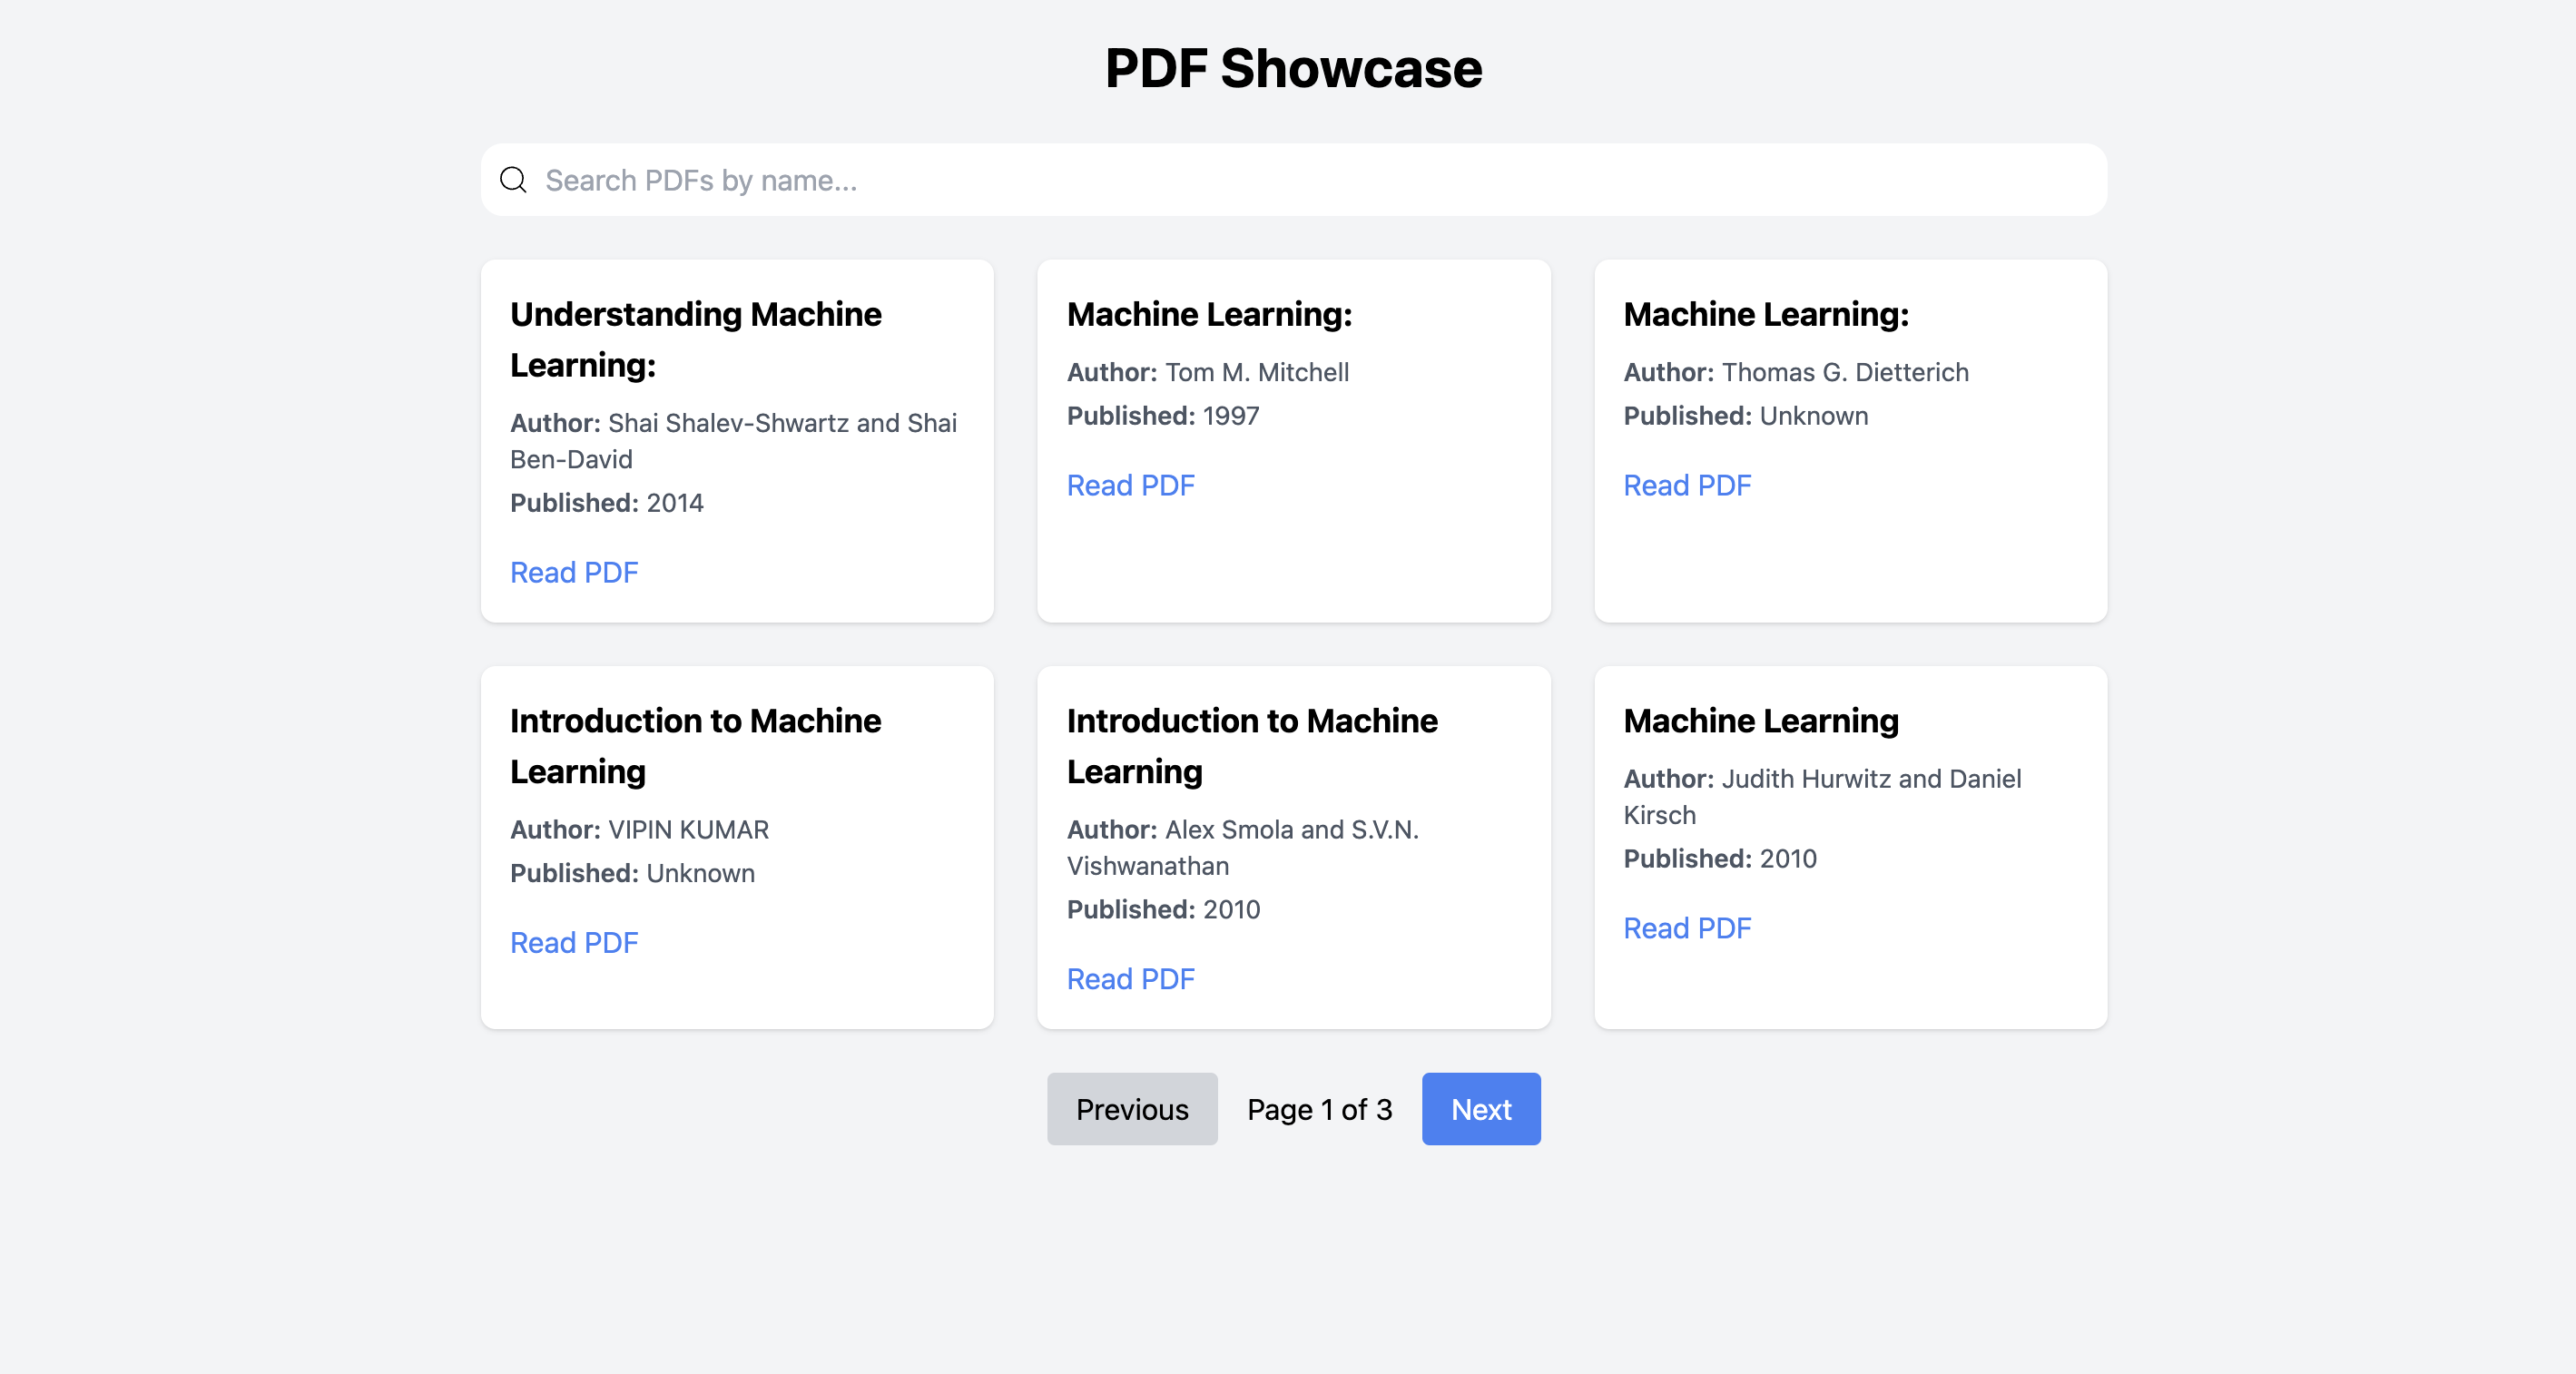 PDF Showcase
Search PDFs by name...
Understanding Machine
Learning:
Author: Shai Shalev-Shwartz and Shai
Ben-David
Published: 2014
Read PDF
Machine Learning:
Author: Tom M. Mitchell
Published: 1997
Read PDF
Machine Learning:
Author: Thomas G. Dietterich
Published: Unknown
Read PDF
Introduction to Machine
Learning
Author: VIPIN KUMAR
Published: Unknown
Read PDF
Introduction to Machine
Learning
Author: Alex Smola and S.V.N.
Vishwanathan
Published: 2010
Read PDF
Machine Learning
Author: Judith Hurwitz and Daniel
Kirsch
Published: 2010
Read PDF
Previous Page 1 of 3 Next